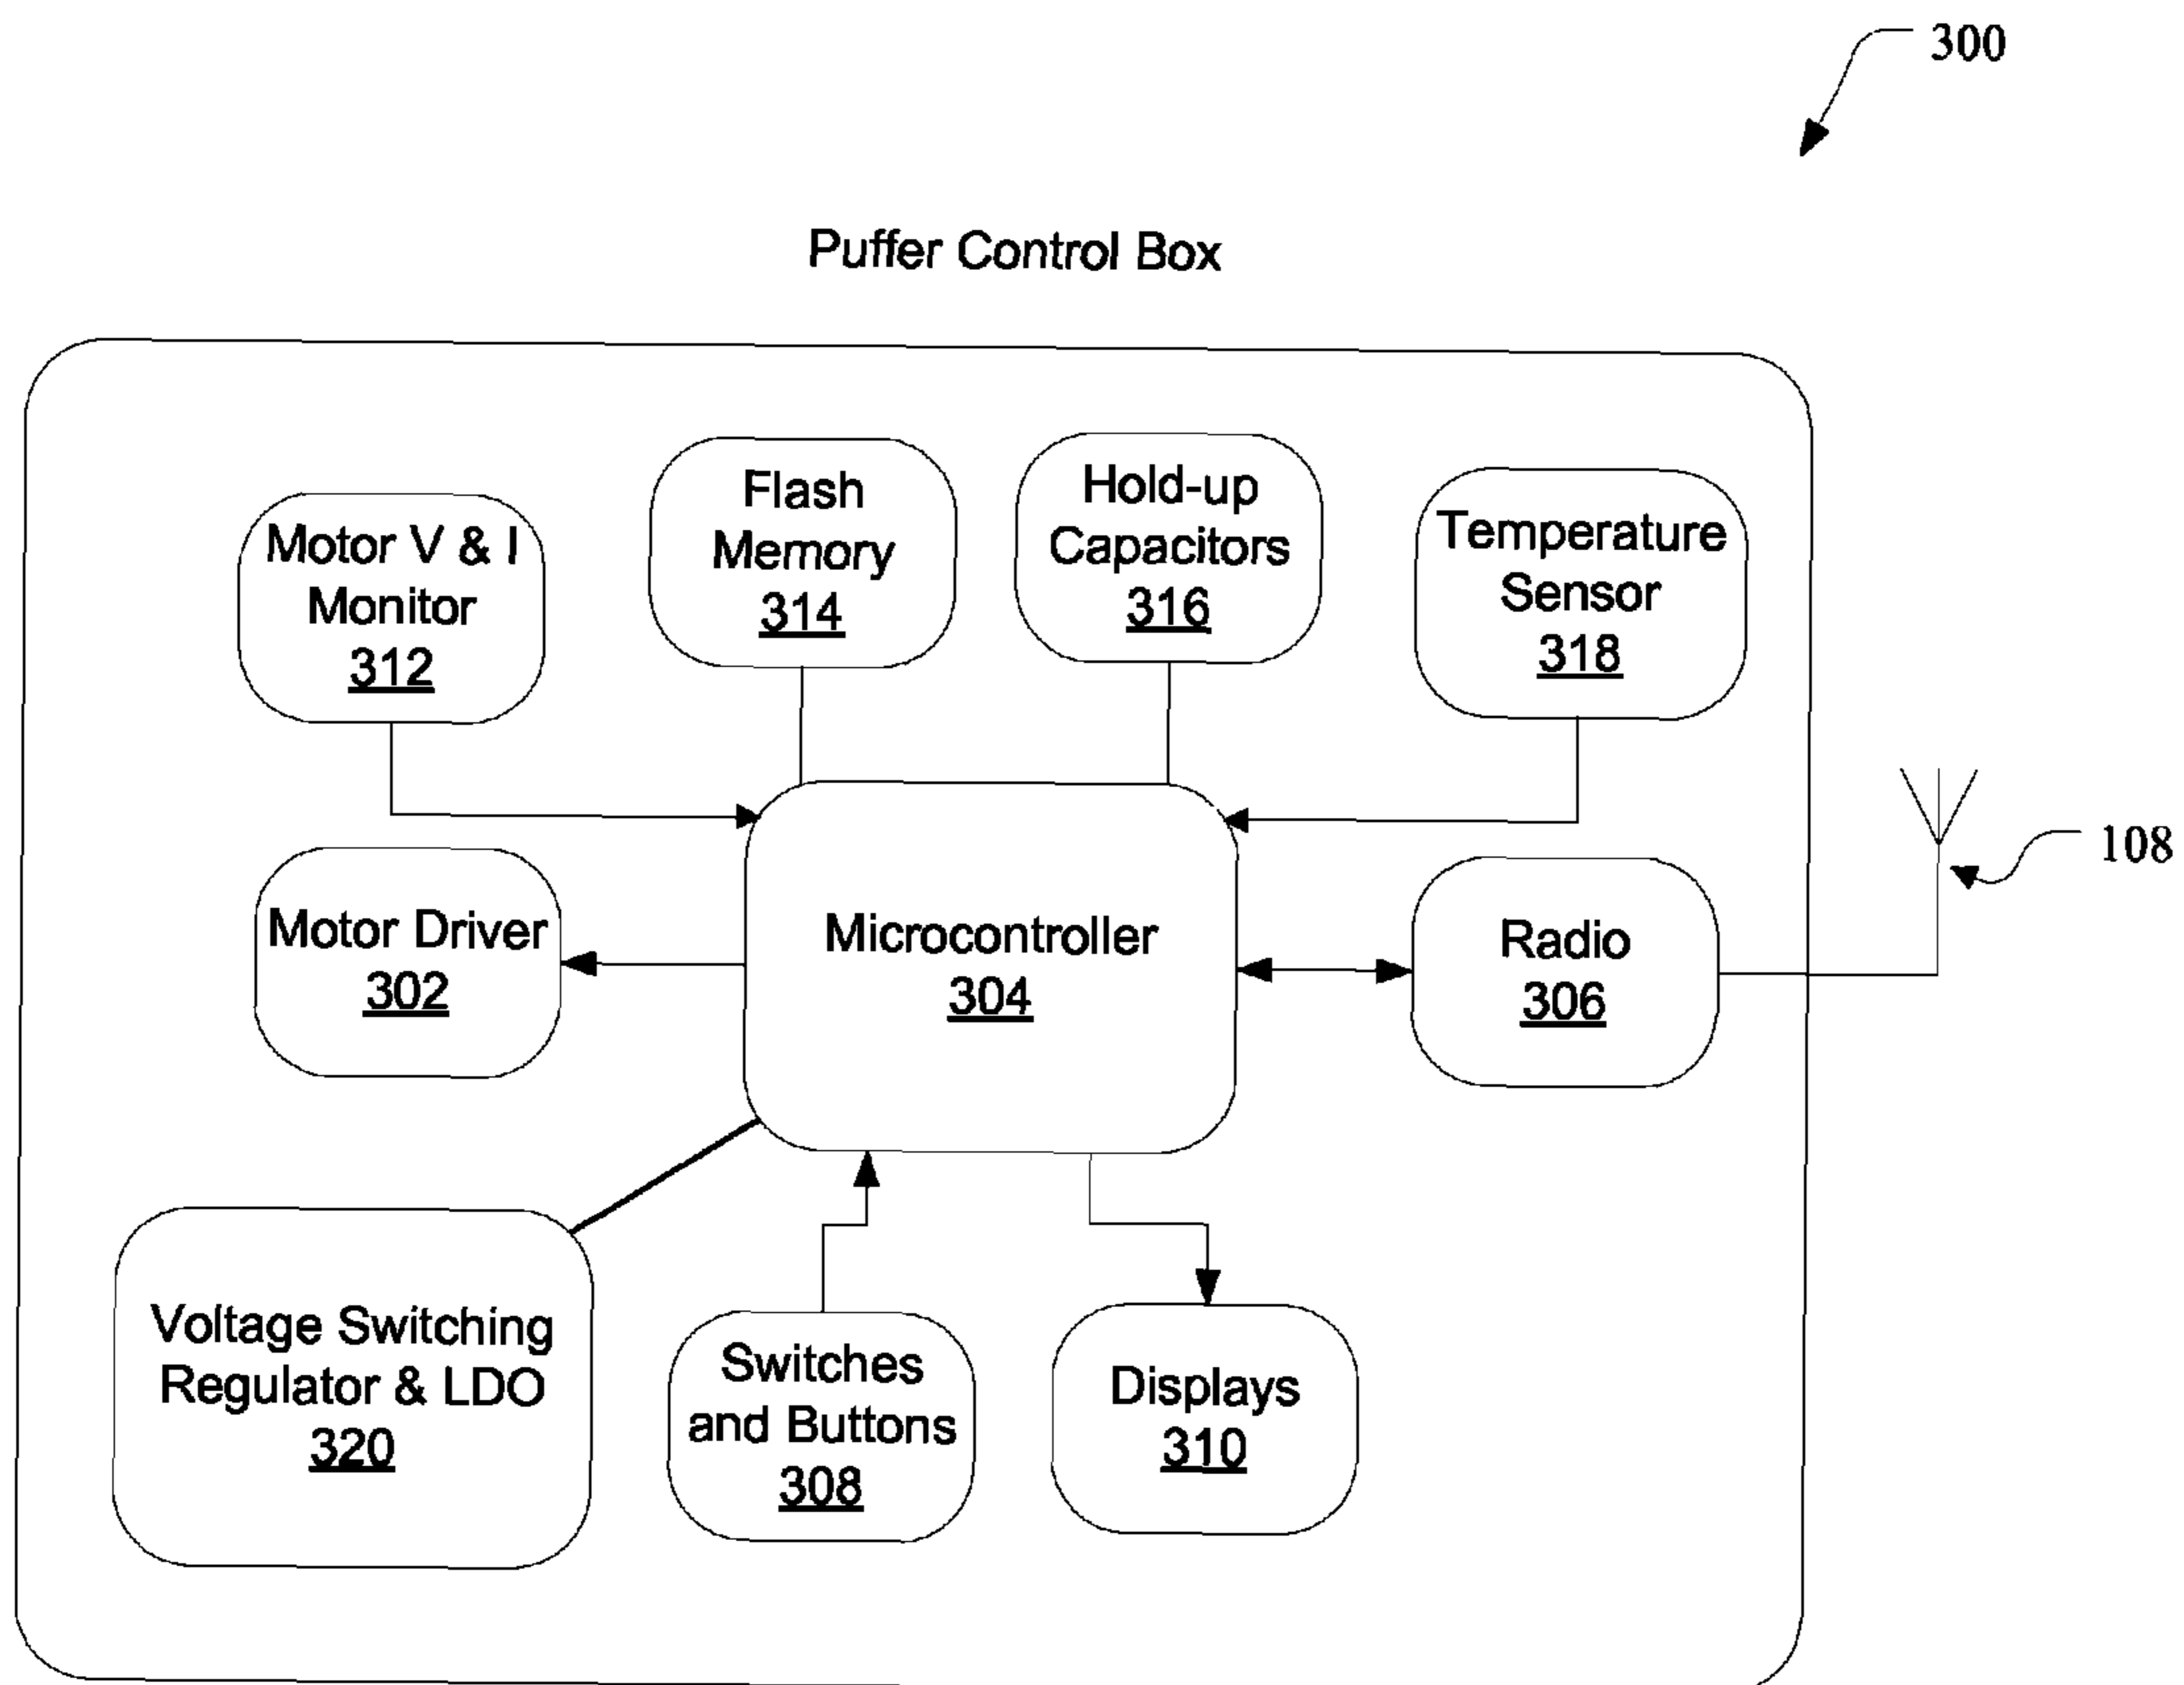 300
Puffer Control Box
Motor V & I
Monitor
312
Flash
Memory
314
Hold-up
Capacitors
316
Temperature
Sensor
318
Motor Driver
302
Microcontroller
304
Radio
306
108
Voltage Switching
Regulator & LDO
320
Switches
and Buttons
308
Displays
310